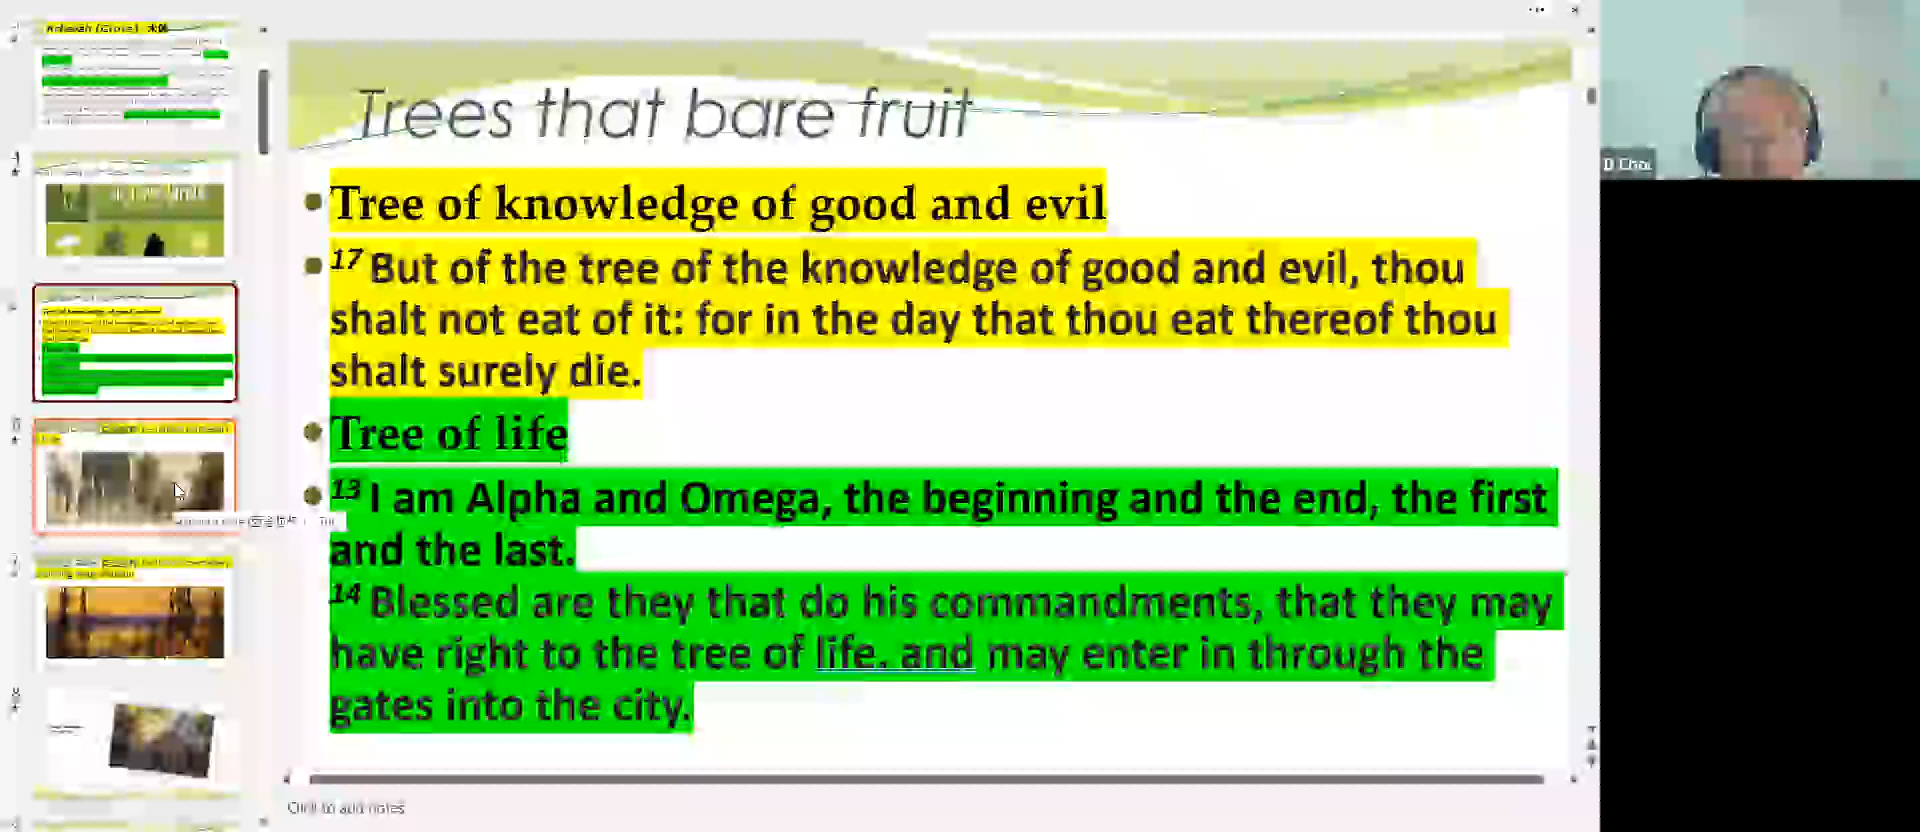 Trees that bare fruit
Tree of knowledge of good and evil
17 But of the tree of the knowledge of good and evil, thou
shalt not eat of it: for in the day that thou eat thereof thou
shalt surely die.
Tree of life
13 I am Alpha and Omega, the beginning and the end, the first
and the last.
14 Blessed are they that do his commandments, that they may
have right to the tree of life. and may enter in through the
gates into the city.
Click to add notes
D Choi